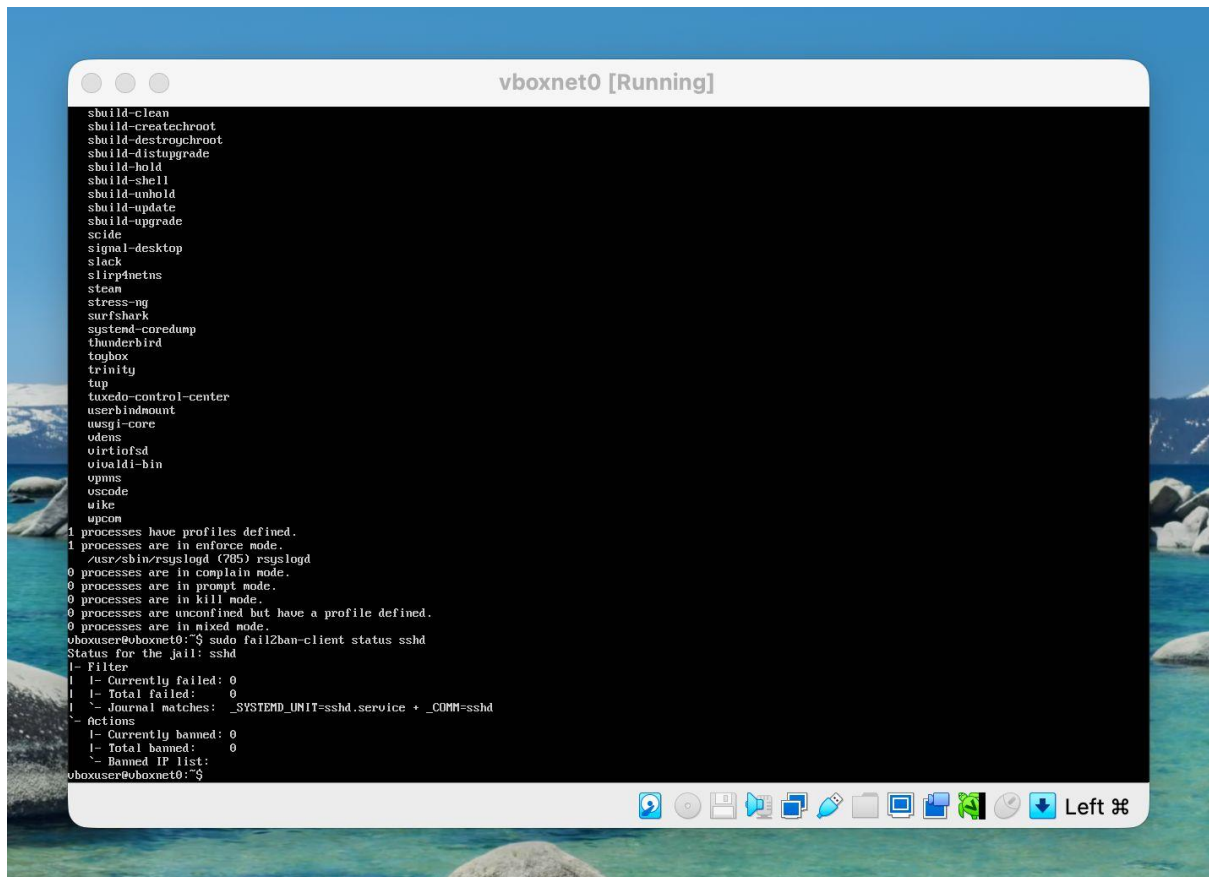 vboxnet0 [Running]
sbuild-clean
sbuild-createchroot
sbuild-destroychroot
sbuild-distupgrade
sbuild-hold
sbuild-shell
sbuild-unhold
sbuild-update
sbuild-upgrade
scide
signal-desktop
slack
slirp4netns
steam
stress-ng
surfshark
systemd-coredump
thunderbird
toybox
trinity
tup
tuxedo-control-center
userbindmount
uwsgi-core
vdens
virtiofsd
vivaldi-bin
vpnns
vscode
wike
wpcom
1 processes have profiles defined.
1 processes are in enforce mode.
/usr/sbin/rsyslogd (785) rsyslogd
0 processes are in complain mode.
0 processes are in prompt mode.
0 processes are in kill mode.
0 processes are unconfined but have a profile defined.
0 processes are in mixed mode.
vboxuser@vboxnet0:~$ sudo fail2ban-client status sshd
Status for the jail: sshd
|- Filter
|  |- Currently failed: 0
|  |- Total failed:     0
|  `- Journal matches:  _SYSTEMD_UNIT=sshd.service + _COMM=sshd
`- Actions
   |- Currently banned: 0
   |- Total banned:     0
   `- Banned IP list:
vboxuser@vboxnet0:~$
Left ⌘